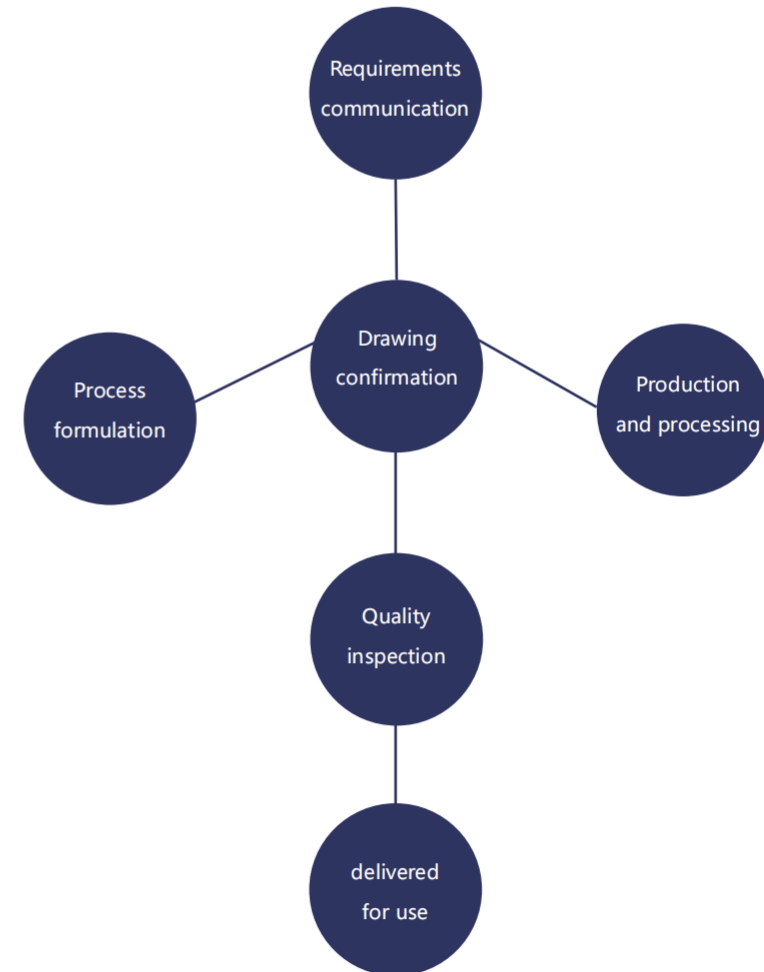 Requirements
communication
Drawing
confirmation
Process
formulation
Production
and processing
Quality
inspection
delivered
for use